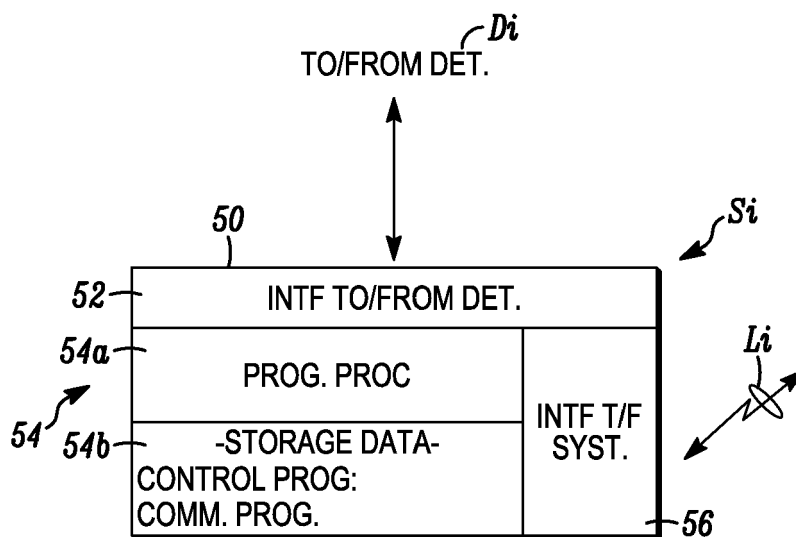 Di
TO/FROM DET.
50
Si
52
INTF TO/FROM DET.
54a
PROG. PROC
Li
INTF T/F
SYST.
54
54b
-STORAGE DATA-
CONTROL PROG:
COMM. PROG.
56